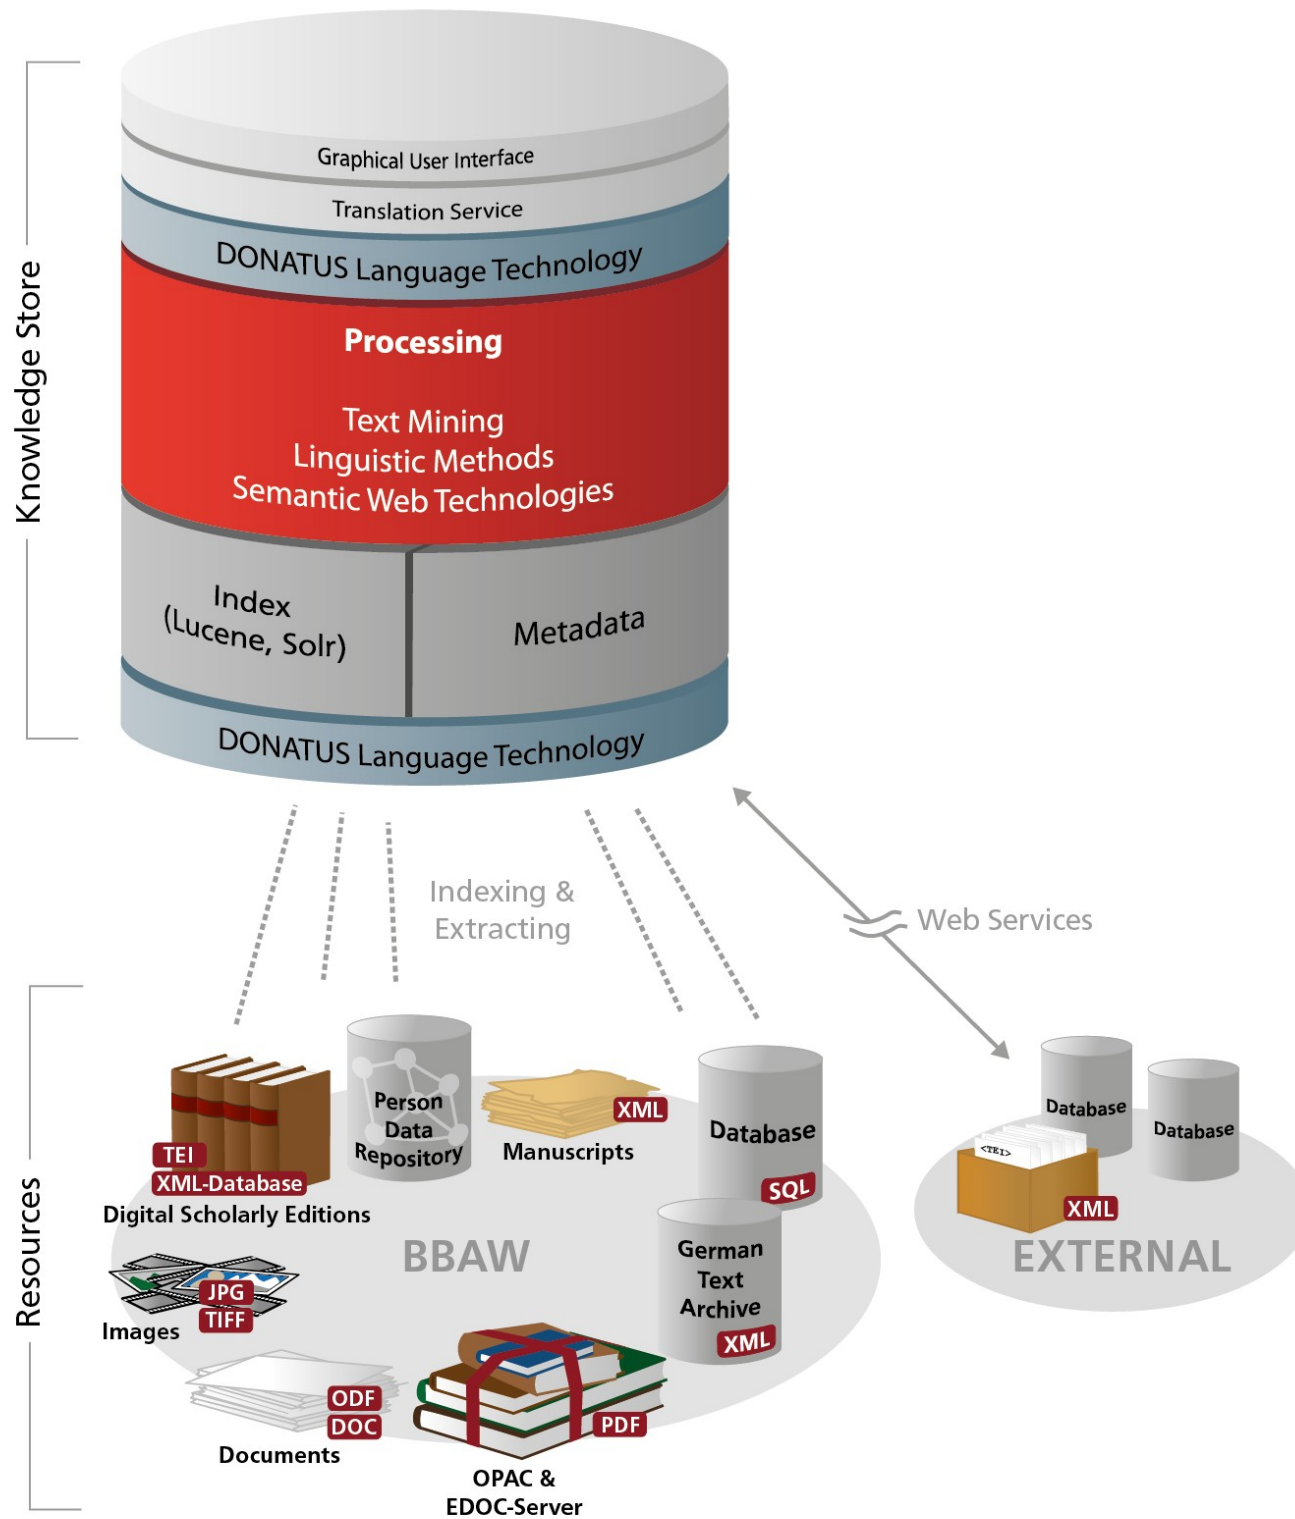 Knowledge Store
Graphical User Interface
Translation Service
DONATUS Language Technology
Processing
Text Mining
Linguistic Methods
Semantic Web Technologies
Index
(Lucene, Solr)
Metadata
DONATUS Language Technology
Indexing &
Extracting
Web Services
Resources
TEI
XML-Database
Digital Scholarly Editions
Person
Data
Repository
XML
Manuscripts
Database
SQL
BBAW
German
Text
Archive
XML
JPG
TIFF
Images
ODF
DOC
Documents
PDF
OPAC &
EDOC-Server
Database
Database
<TEI>
XML
EXTERNAL